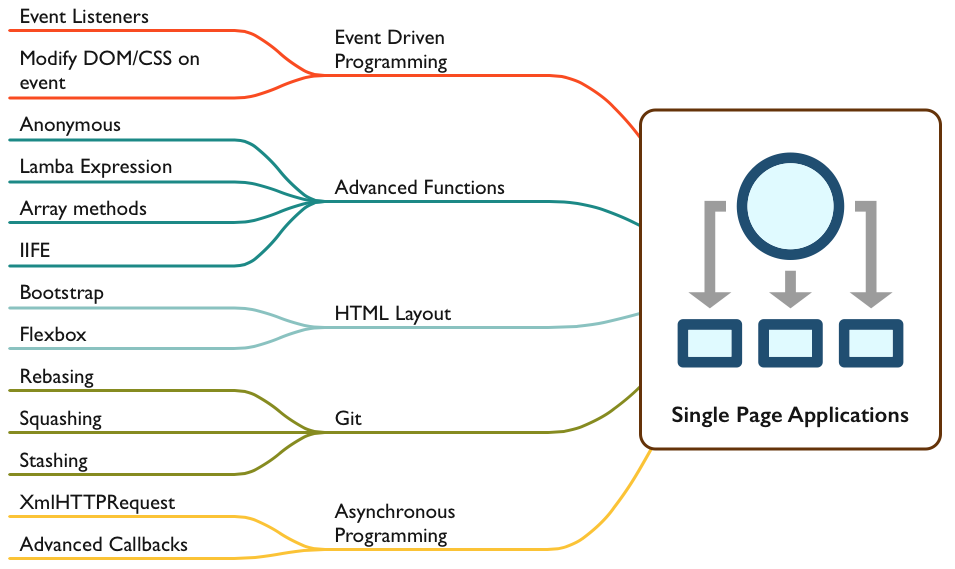 Event Listeners
Modify DOM/CSS on
event
Event Driven
Programming
Anonymous
Lamba Expression
Array methods
IIFE
Advanced Functions
Bootstrap
Flexbox
HTML Layout
Rebasing
Squashing
Stashing
Git
XmlHTTPRequest
Advanced Callbacks
Asynchronous
Programming
Single Page Applications